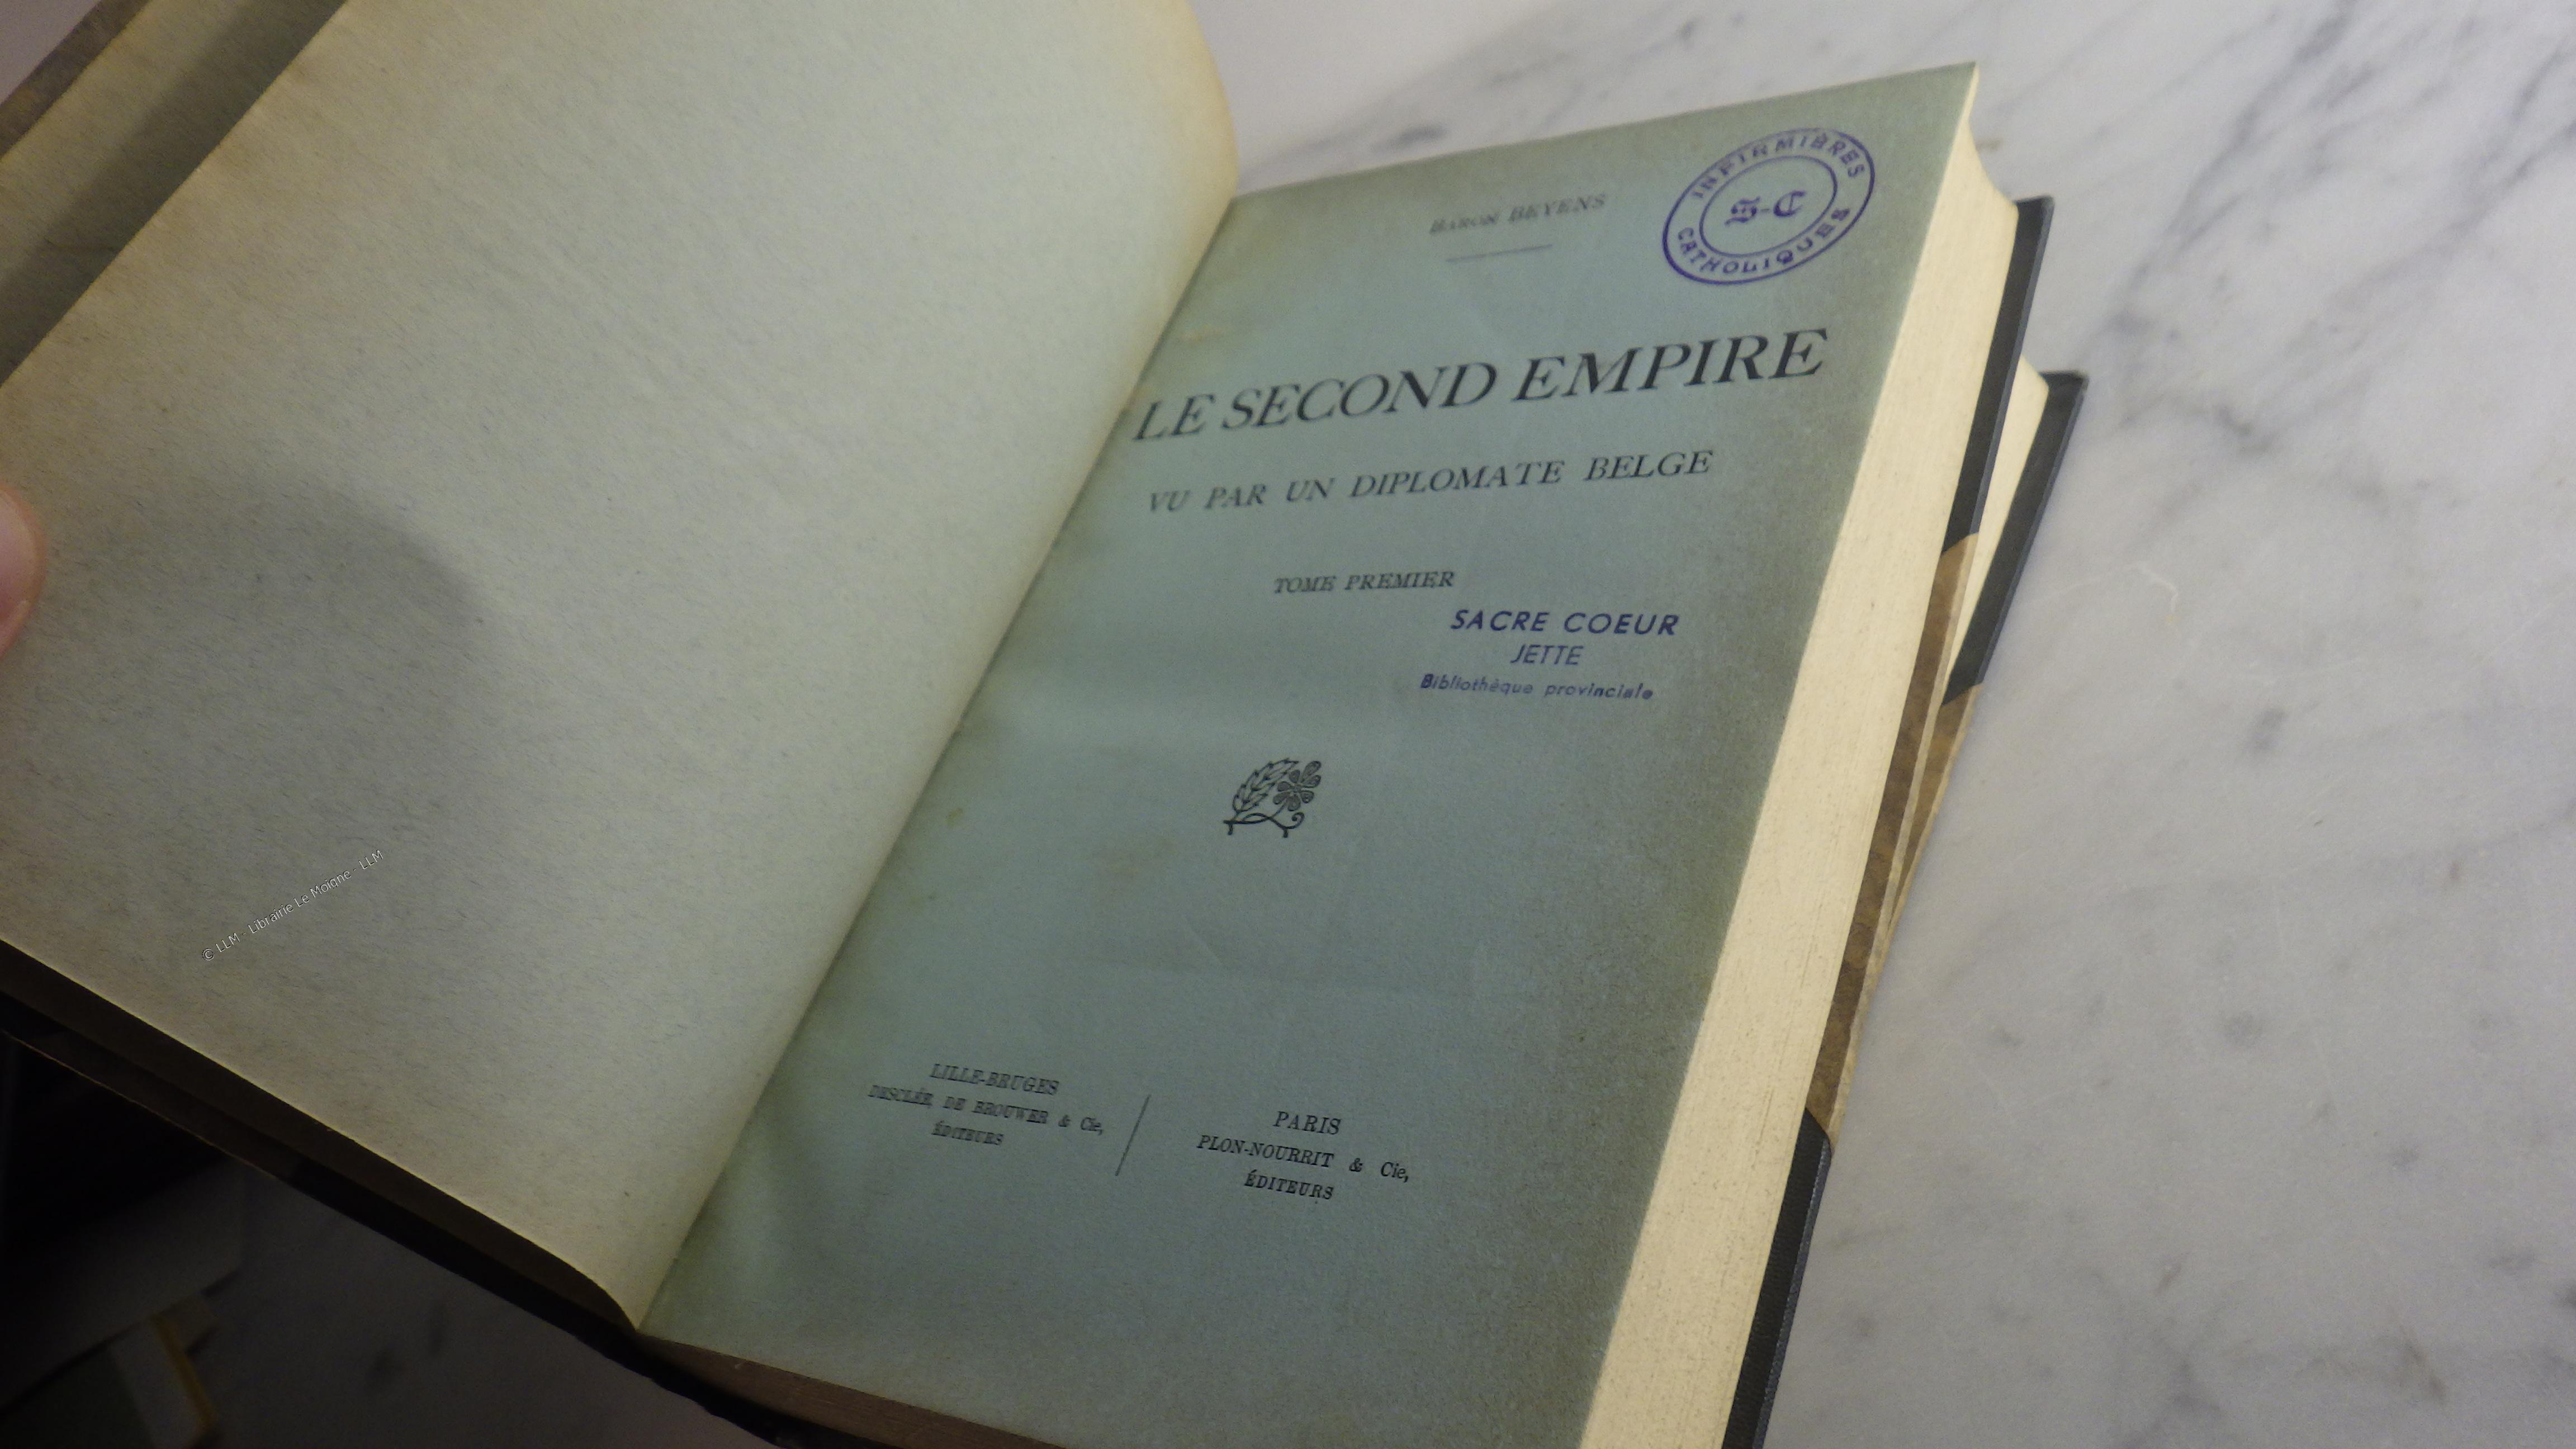 BARON BEYENS
INFIRMIÈRES
S-C
CATHOLIQUES
LE SECOND EMPIRE
VU PAR UN DIPLOMATE BELGE
TOME PREMIER
SACRE COEUR
JETTE
Bibliothèque provinciale
LILLE-BRUGES
DESCLÉE, DE BROUWER & Cie,
ÉDITEURS
PARIS
PLON-NOURRIT & Cie,
ÉDITEURS
© LLM - Librairie Le Moigne - LLM